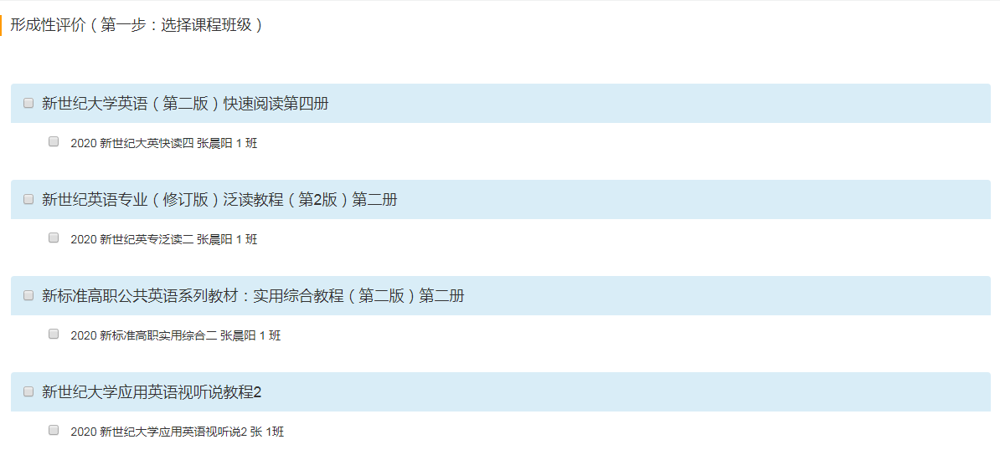 形成性评价（第一步：选择课程班级）
新世纪大学英语（第二版）快速阅读第四册
2020 新世纪大英快读四 张晨阳 1 班
新世纪英语专业（修订版）泛读教程（第2版）第二册
2020 新世纪英专泛读二 张晨阳 1 班
新标准高职公共英语系列教材：实用综合教程（第二版）第二册
2020 新标准高职实用综合二 张晨阳 1 班
新世纪大学应用英语视听说教程2
2020 新世纪大学应用英语视听说2 张 1班